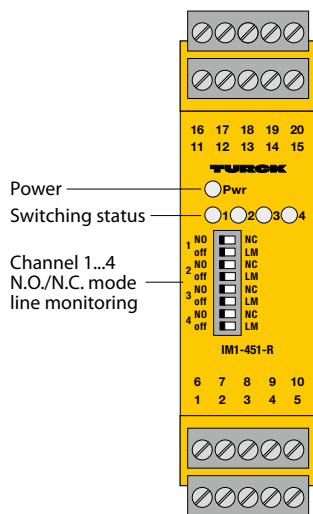 16 17 18 19 20
11 12 13 14 15
TURCK
Power
Pwr
Switching status
1 2 3 4
Channel 1...4
N.O./N.C. mode
line monitoring
1 NO NC
off LM
2 NO NC
off LM
3 NO NC
off LM
4 NO NC
off LM
IM1-451-R
6 7 8 9 10
1 2 3 4 5